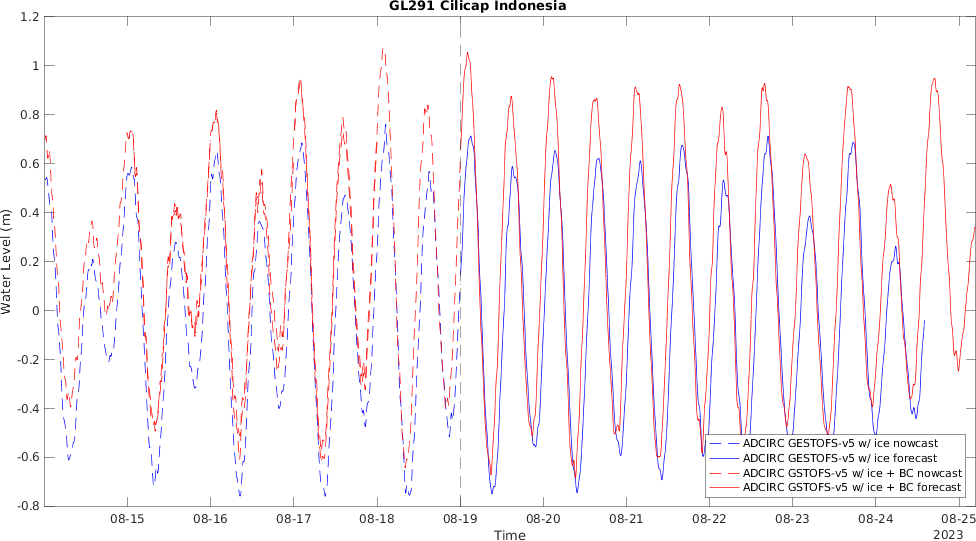 GL291 Cilicap Indonesia
1.2
1
0.8
0.6
0.4
0.2
0
-0.2
-0.4
-0.6
-0.8
Water Level (m)
ADCIRC GESTOFS-v5 w/ ice nowcast
ADCIRC GESTOFS-v5 w/ ice forecast
ADCIRC GSTOFS-v5 w/ ice + BC nowcast
ADCIRC GSTOFS-v5 w/ ice + BC forecast
08-15 08-16 08-17 08-18 08-19 08-20 08-21 08-22 08-23 08-24 08-25
Time
2023